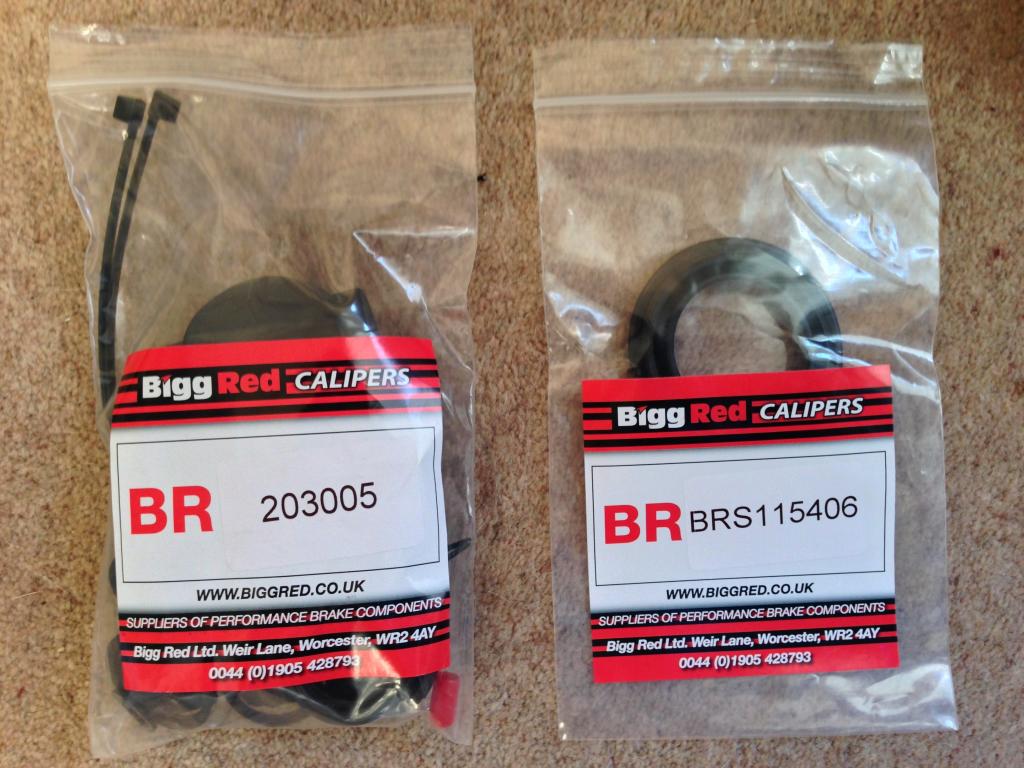 Bigg Red CALIPERS
BR 203005
WWW.BIGGRED.CO.UK
SUPPLIERS OF PERFORMANCE BRAKE COMPONENTS
Bigg Red Ltd. Weir Lane, Worcester, WR2 4AY
0044 (0)1905 428793
Bigg Red CALIPERS
BR BRS115406
WWW.BIGGRED.CO.UK
SUPPLIERS OF PERFORMANCE BRAKE COMPONENTS
Bigg Red Ltd. Weir Lane, Worcester, WR2 4AY
0044 (0)1905 428793